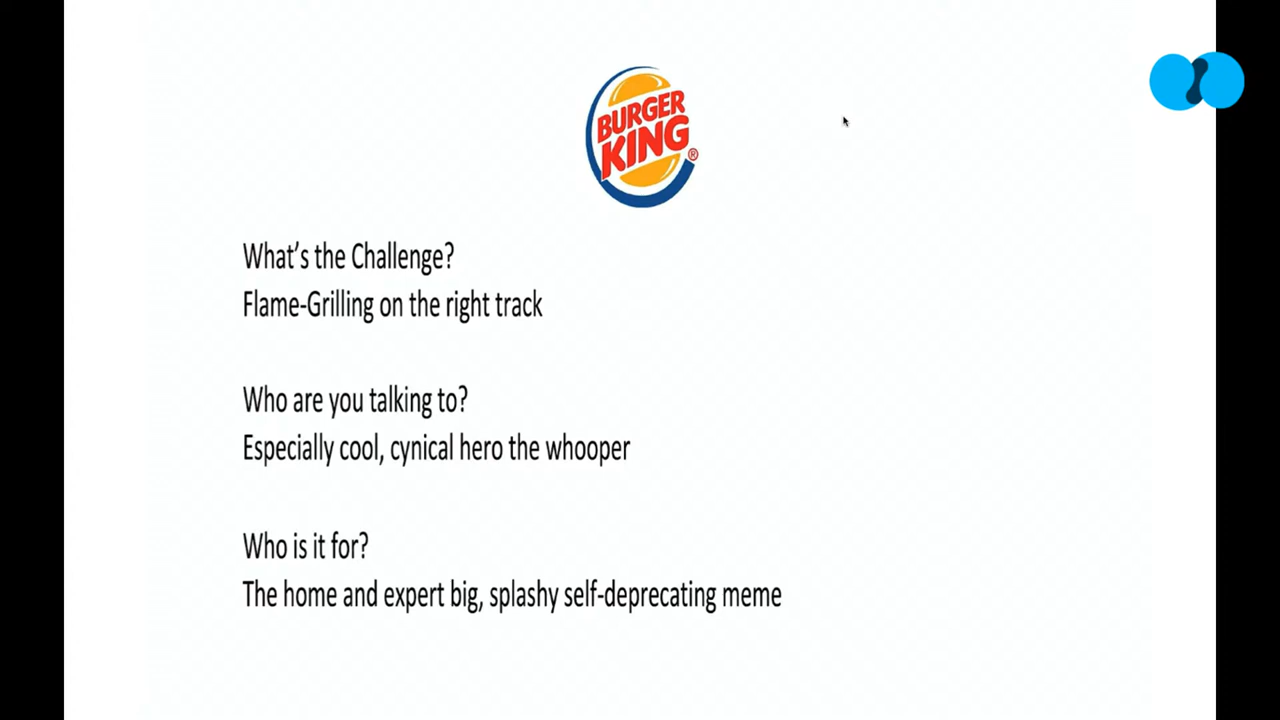 BURGER
KING
®
What's the Challenge?
Flame-Grilling on the right track
Who are you talking to?
Especially cool, cynical hero the whooper
Who is it for?
The home and expert big, splashy self-deprecating meme